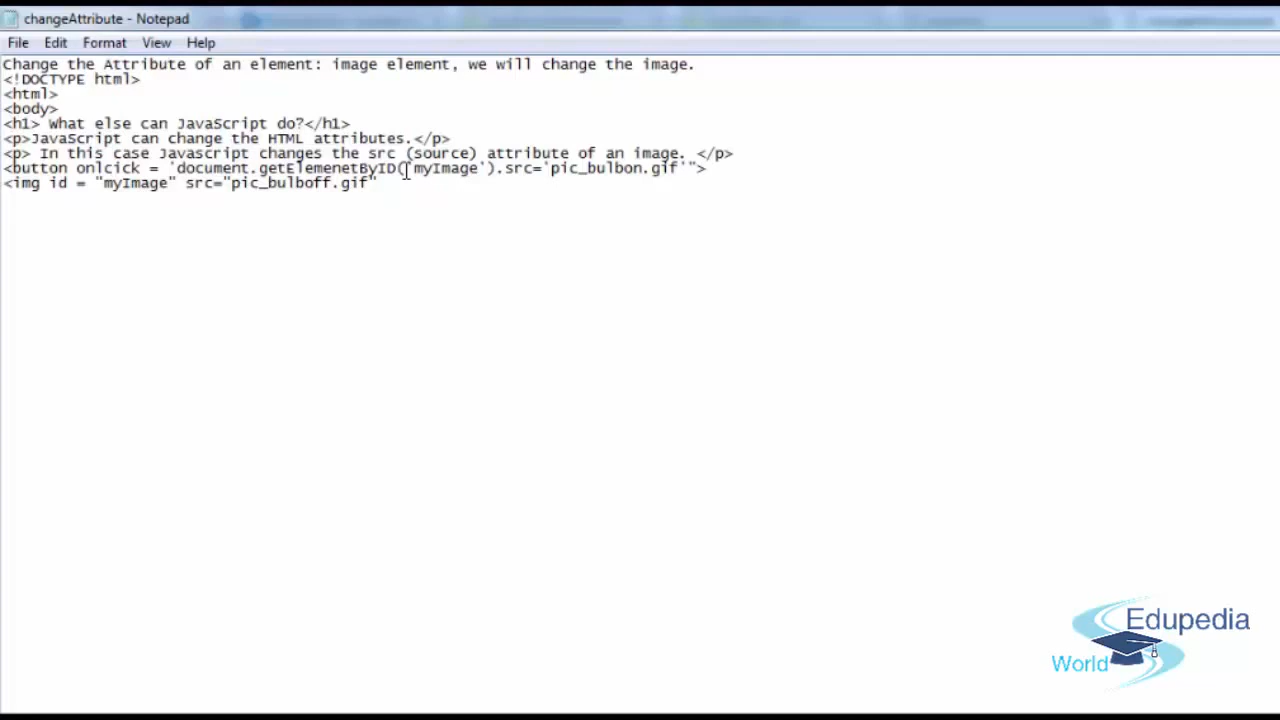 changeAttribute - Notepad
File Edit Format View Help
Change the Attribute of an element: image element, we will change the image.
<!DOCTYPE html>
<html>
<body>
<h1> What else can JavaScript do?</h1>
<p>JavaScript can change the HTML attributes.</p>
<p> In this case Javascript changes the src (source) attribute of an image. </p>
<button onlcick = 'document.getElemenetByID('myImage').src='pic_bulbon.gif'">
<img id = "myImage" src="pic_bulboff.gif"
Edupedia
World